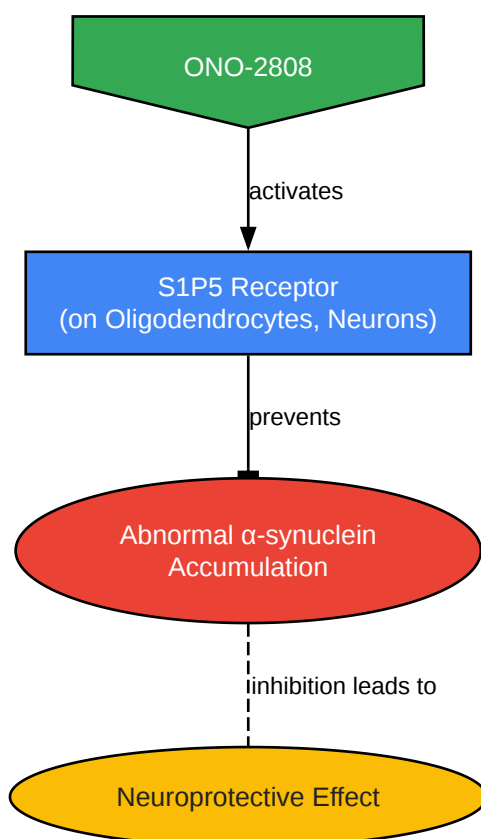 ONO-2808
activates
S1P5 Receptor
(on Oligodendrocytes, Neurons)
prevents
Abnormal α-synuclein
Accumulation
inhibition leads to
Neuroprotective Effect